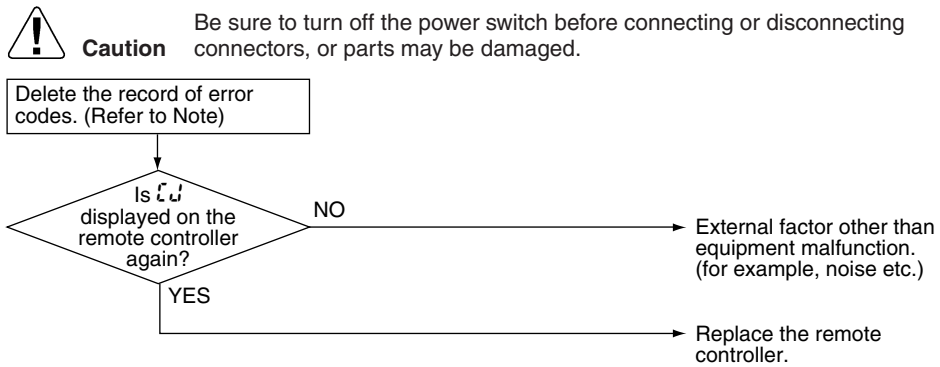 Be sure to turn off the power switch before connecting or disconnecting
Caution connectors, or parts may be damaged.
Delete the record of error
codes. (Refer to Note)
Is CJ
displayed on the
remote controller
again?
NO
External factor other than
equipment malfunction.
(for example, noise etc.)
YES
Replace the remote
controller.